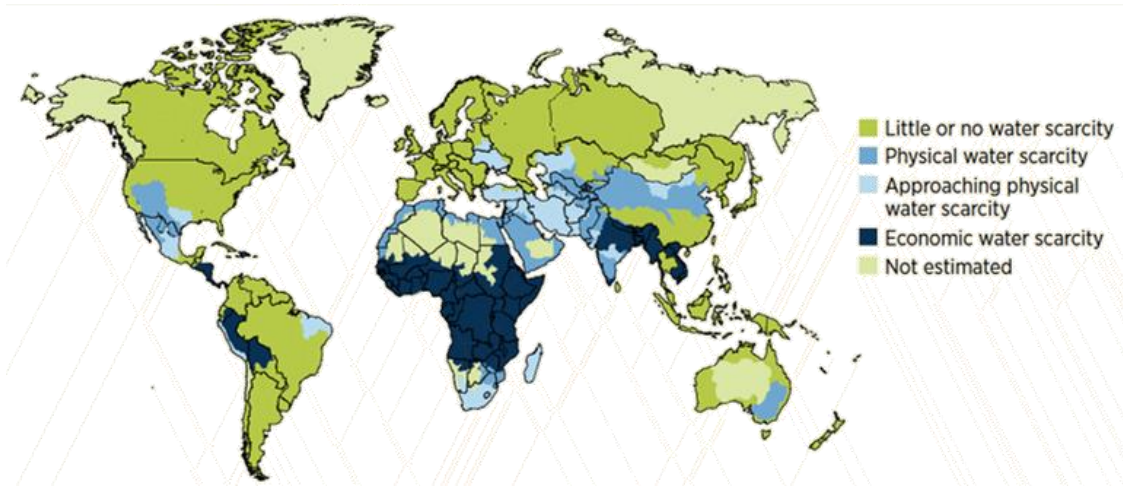 Little or no water scarcity
Physical water scarcity
Approaching physical
water scarcity
Economic water scarcity
Not estimated